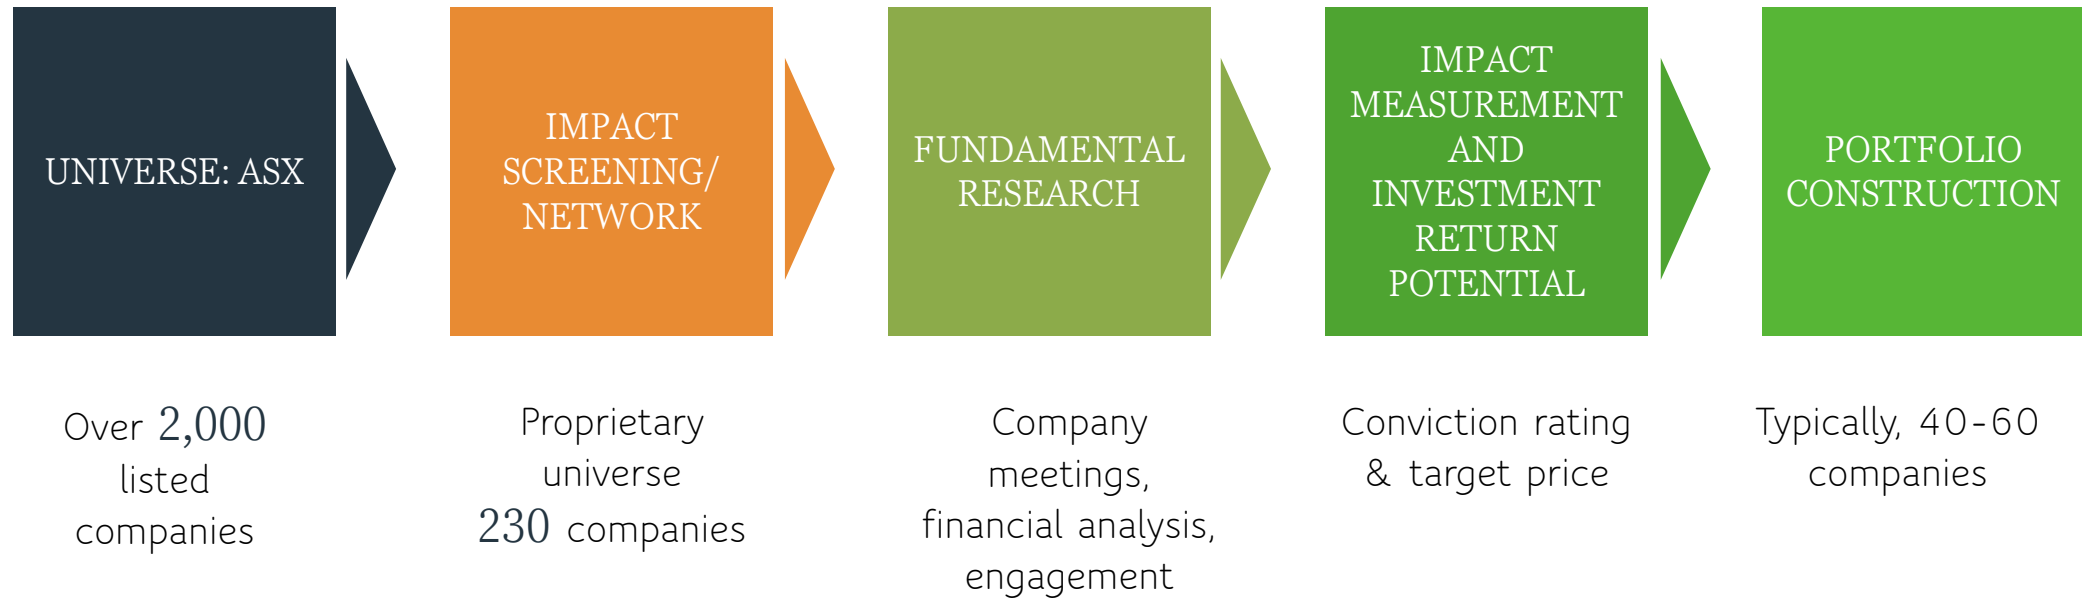 UNIVERSE: ASX
IMPACT
SCREENING/
NETWORK
FUNDAMENTAL
RESEARCH
IMPACT
MEASUREMENT
AND
INVESTMENT
RETURN
POTENTIAL
PORTFOLIO
CONSTRUCTION
Over 2,000
listed
companies
Proprietary
universe
230 companies
Company
meetings,
financial analysis,
engagement
Conviction rating
& target price
Typically, 40-60
companies